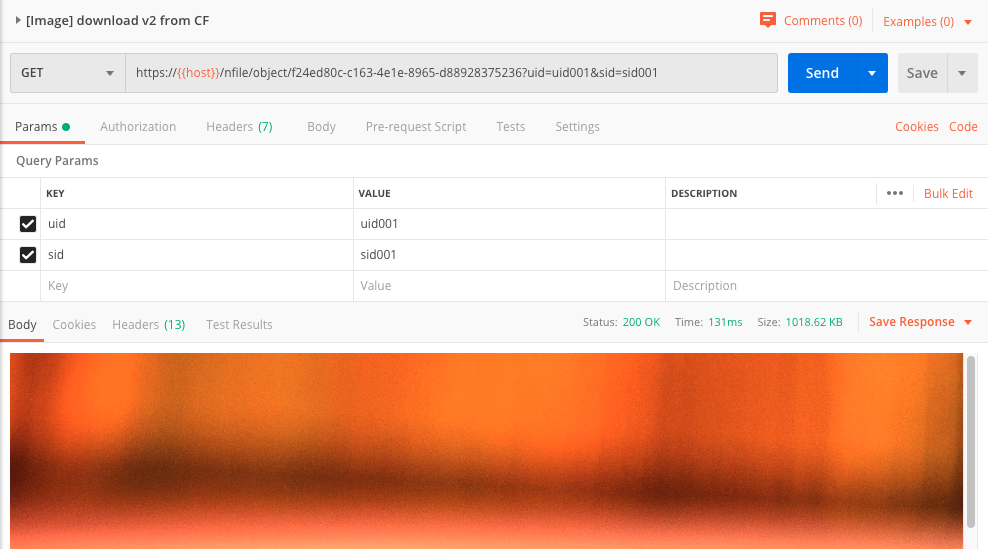 [Image] download v2 from CF
Comments (0)
Examples (0)
GET
https://{{host}}/nfile/object/f24ed80c-c163-4e1e-8965-d88928375236?uid=uid001&sid=sid001
Send
Save
Params
Authorization
Headers (7)
Body
Pre-request Script
Tests
Settings
Cookies
Code
Query Params
KEY
VALUE
DESCRIPTION
Bulk Edit
uid
uid001
sid
sid001
Key
Value
Description
Body
Cookies
Headers (13)
Test Results
Status: 200 OK
Time: 131ms
Size: 1018.62 KB
Save Response